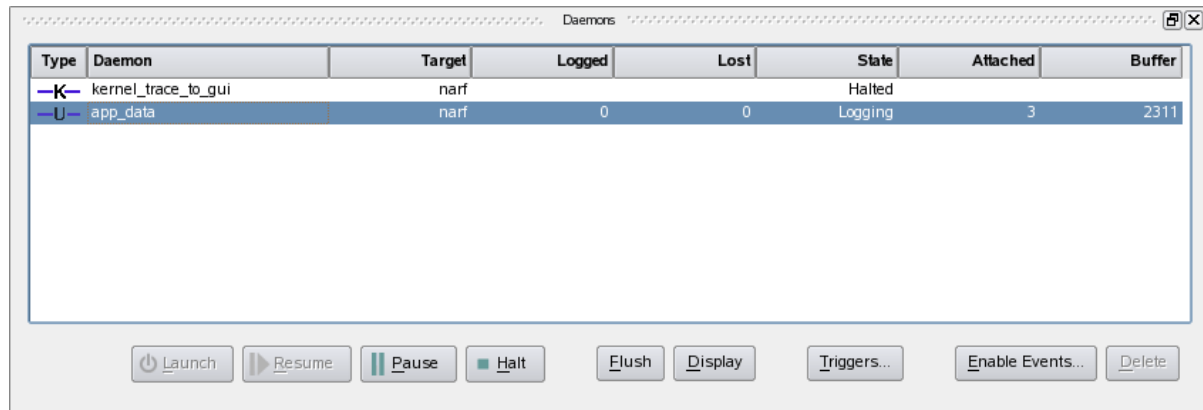 Daemons
Type Daemon Target Logged Lost State Attached Buffer
K kernel_trace_to_gui narf Halted
U app_data narf 0 0 Logging 3 2311
Launch Resume Pause Halt Flush Display Triggers... Enable Events... Delete